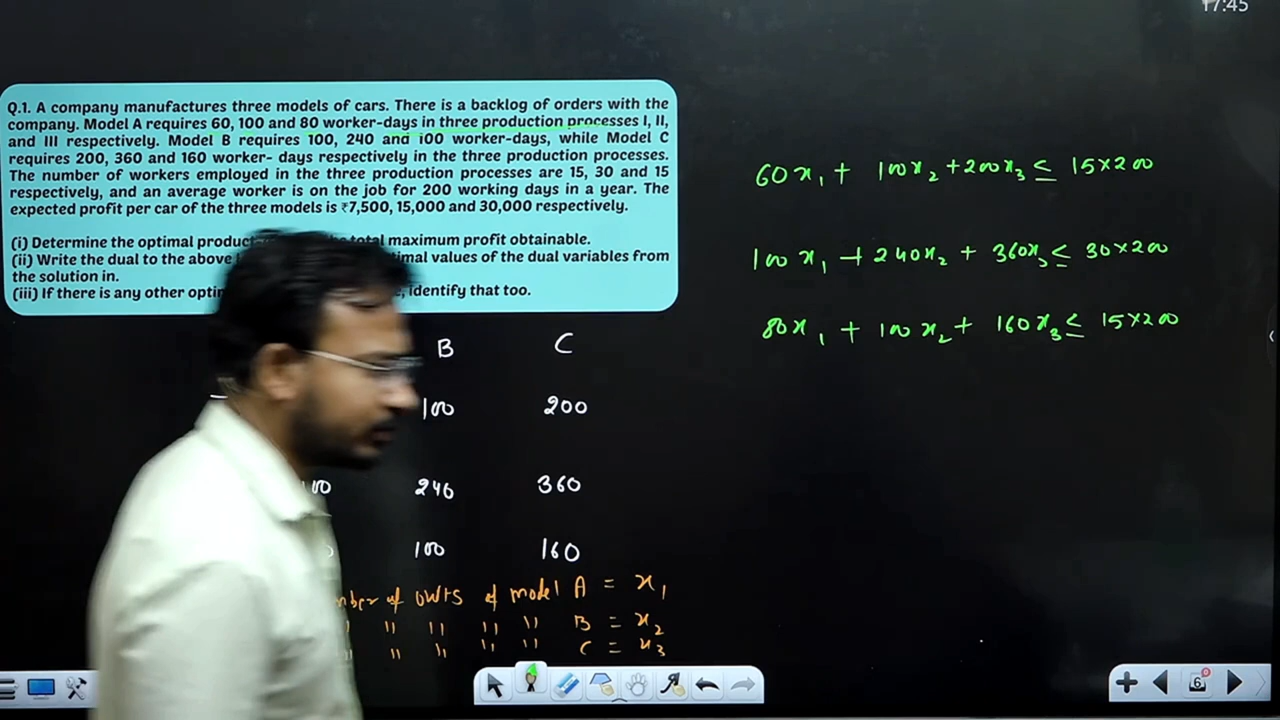 17:45
Q.1. A company manufactures three models of cars. There is a backlog of orders with the
company. Model A requires 60, 100 and 80 worker-days in three production processes I, II,
and III respectively. Model B requires 100, 240 and 100 worker-days, while Model C
requires 200, 360 and 160 worker- days respectively in the three production processes.
The number of workers employed in the three production processes are 15, 30 and 15
respectively, and an average worker is on the job for 200 working days in a year. The
expected profit per car of the three models is ₹7,500, 15,000 and 30,000 respectively.
(i) Determine the optimal product total maximum profit obtainable.
(ii) Write the dual to the above values of the dual variables from
the solution in.
(iii) If there is any other identify that too.
B C
100 200
240 360
100 160
of model A = x₁
" " " " B = x₂
" " " " C = x₃
60x₁ + 100x₂ + 200x₃ ≤ 15×200
100x₁ + 240x₂ + 360x₃ ≤ 30×200
80x₁ + 100x₂ + 160x₃ ≤ 15×200
6